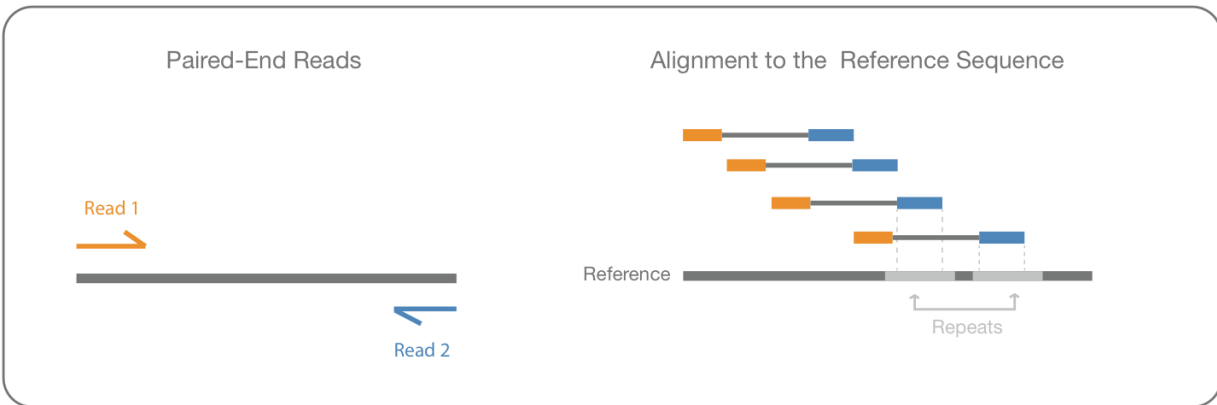 Paired-End Reads
Alignment to the Reference Sequence
Read 1
Read 2
Reference
Repeats